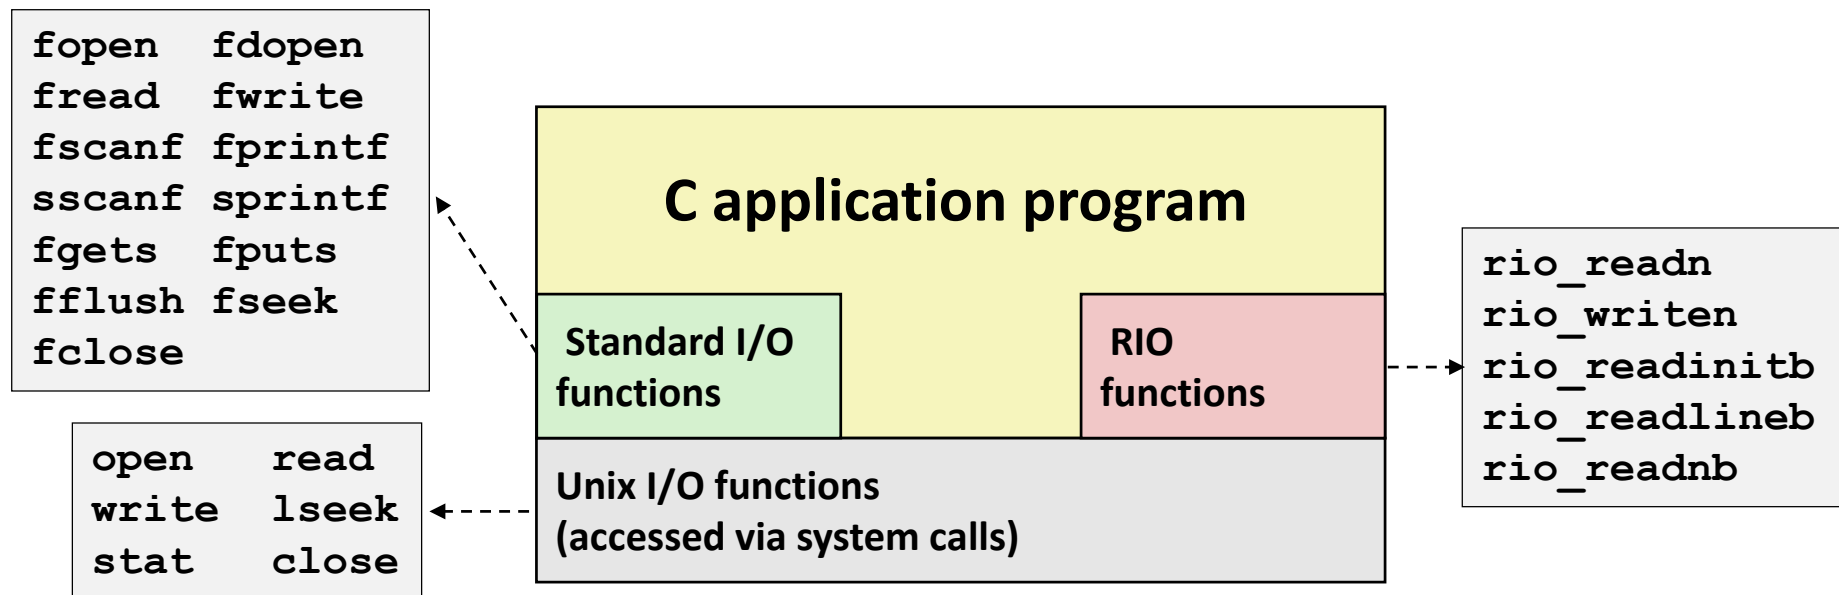 fopen fdopen
fread fwrite
fscanf fprintf
sscanf sprintf
fgets fputs
fflush fseek
fclose
C application program
Standard I/O
functions
RIO
functions
rio_readn
rio_writen
rio_readinitb
rio_readlineb
rio_readnb
open read
write lseek
stat close
Unix I/O functions
(accessed via system calls)